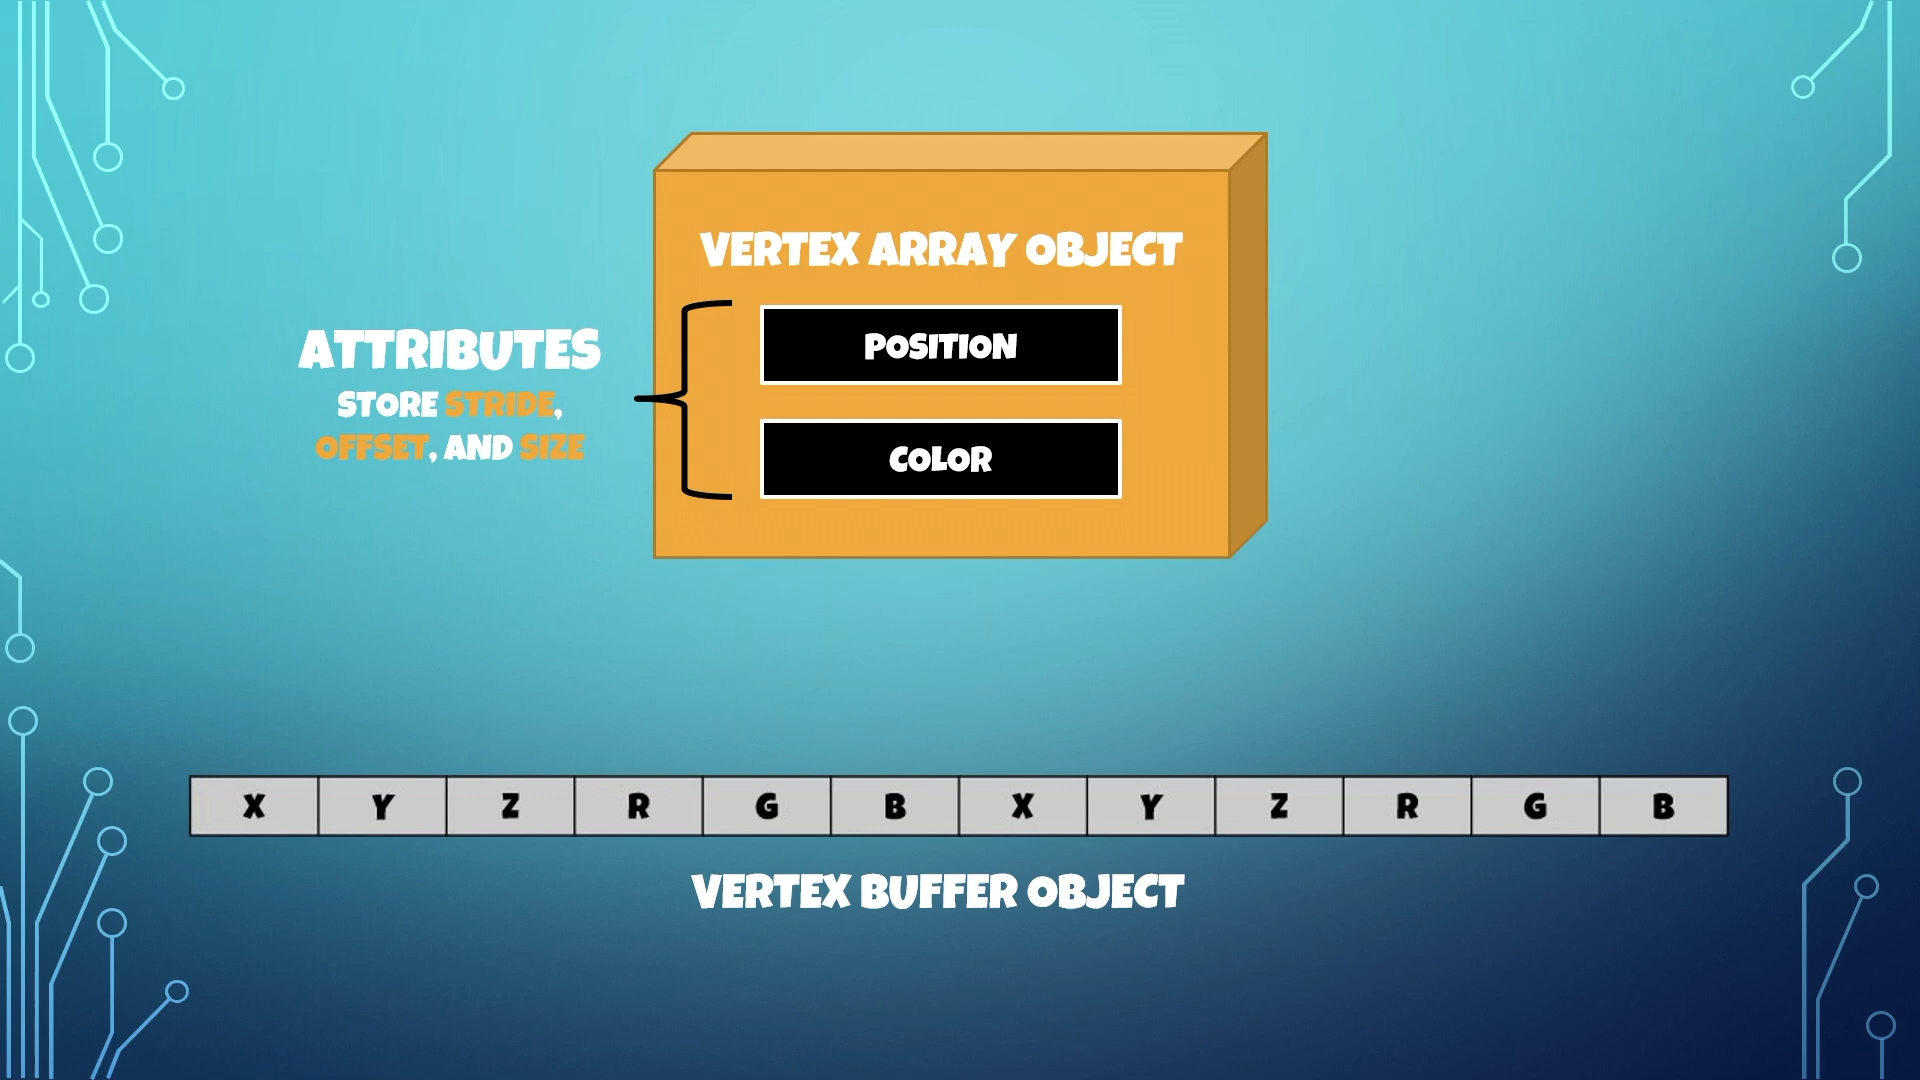 VERTEX ARRAY OBJECT
ATTRIBUTES
STORE STRIDE,
OFFSET, AND SIZE
POSITION
COLOR
X Y Z R G B X Y Z R G B
VERTEX BUFFER OBJECT